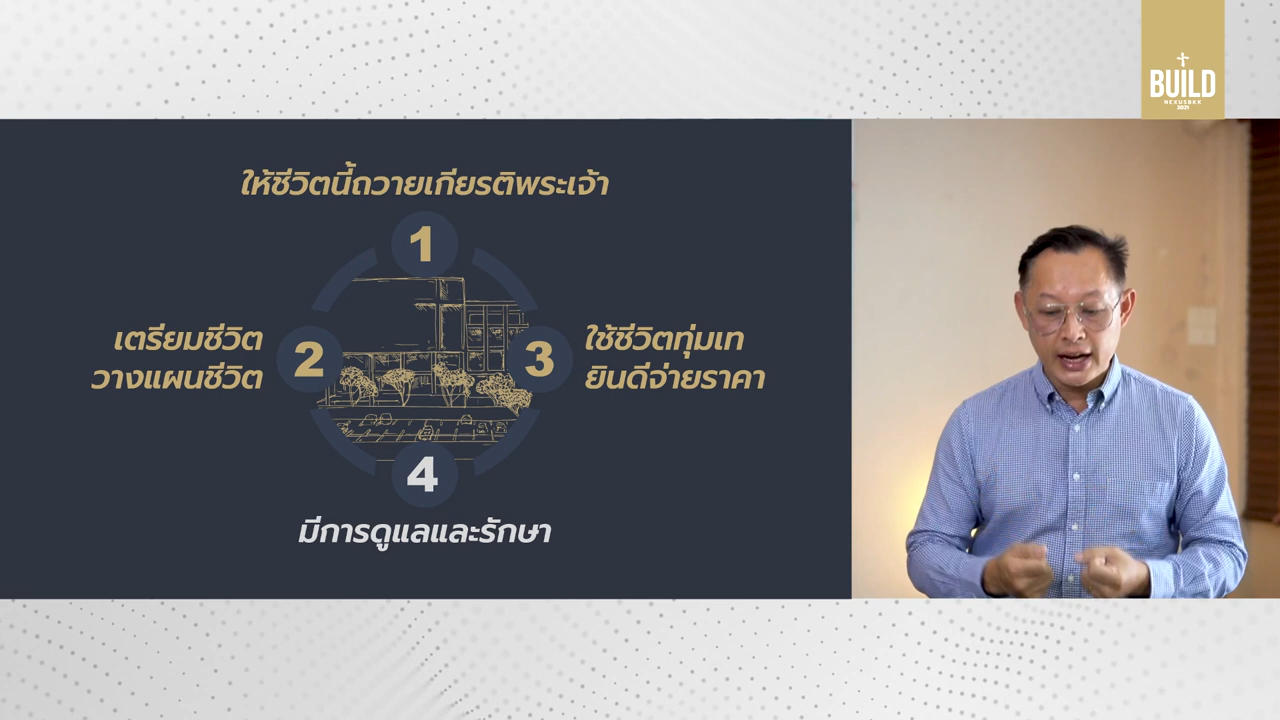 BUILD
NEXUSBKK
2021
ให้ชีวิตนี้ถวายเกียรติพระเจ้า
1
เตรียมชีวิต
วางแผนชีวิต
2
3
ใช้ชีวิตทุ่มเท
ยินดีจ่ายราคา
4
มีการดูแลและรักษา